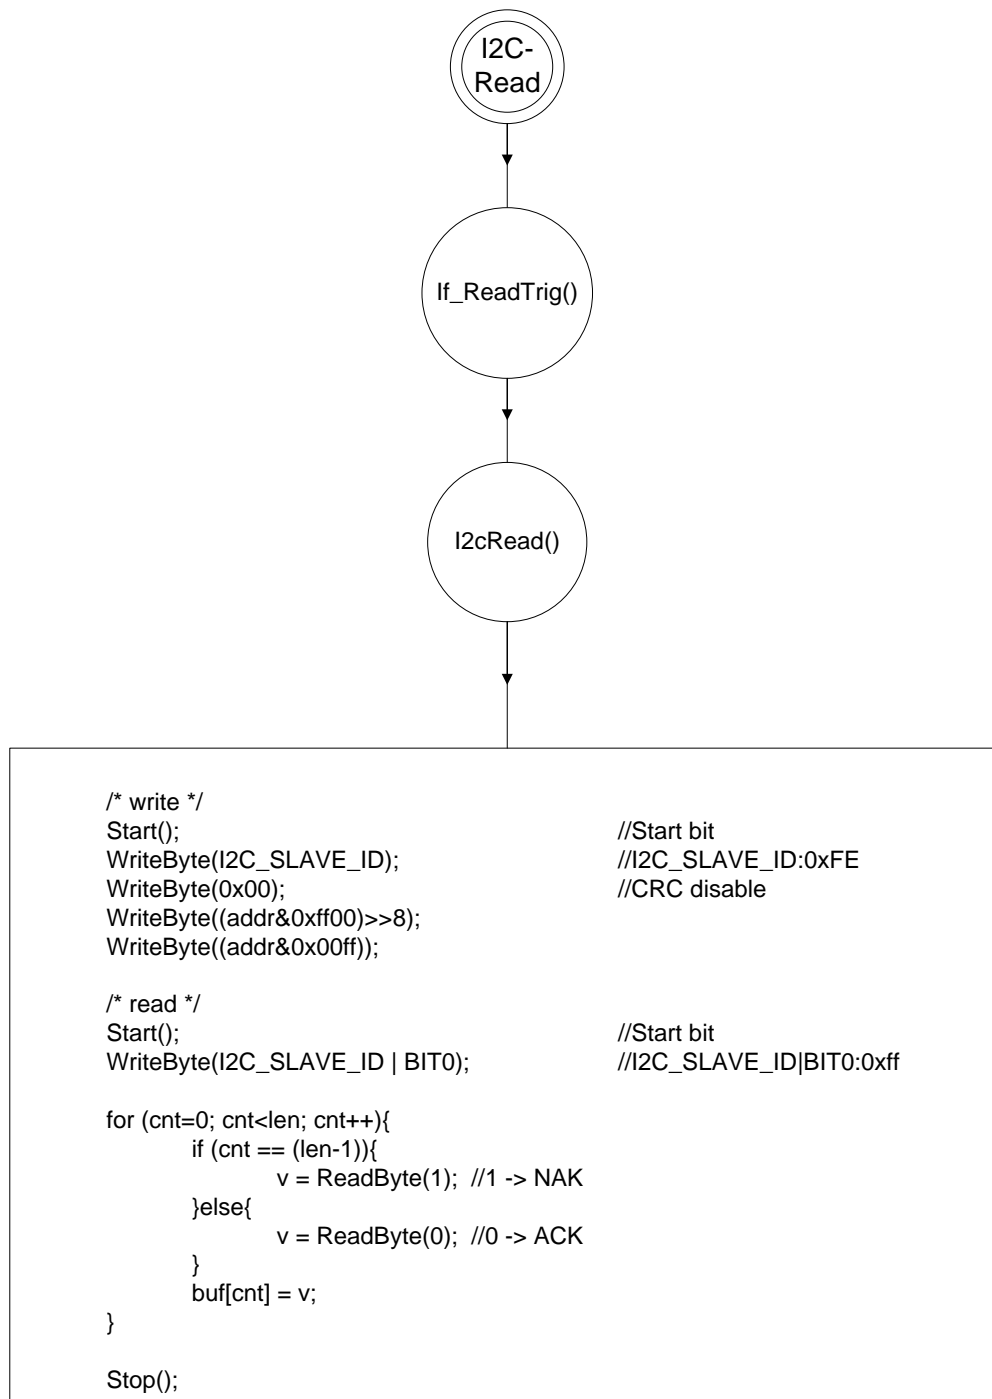 I2C-
Read
If_ReadTrig()
I2cRead()
/* write */
Start(); //Start bit
WriteByte(I2C_SLAVE_ID); //I2C_SLAVE_ID:0xFE
WriteByte(0x00); //CRC disable
WriteByte((addr&0xff00)>>8);
WriteByte((addr&0x00ff));
/* read */
Start(); //Start bit
WriteByte(I2C_SLAVE_ID | BIT0); //I2C_SLAVE_ID|BIT0:0xff
for (cnt=0; cnt<len; cnt++){
if (cnt == (len-1)){
v = ReadByte(1); //1 -> NAK
}else{
v = ReadByte(0); //0 -> ACK
}
buf[cnt] = v;
}
Stop();